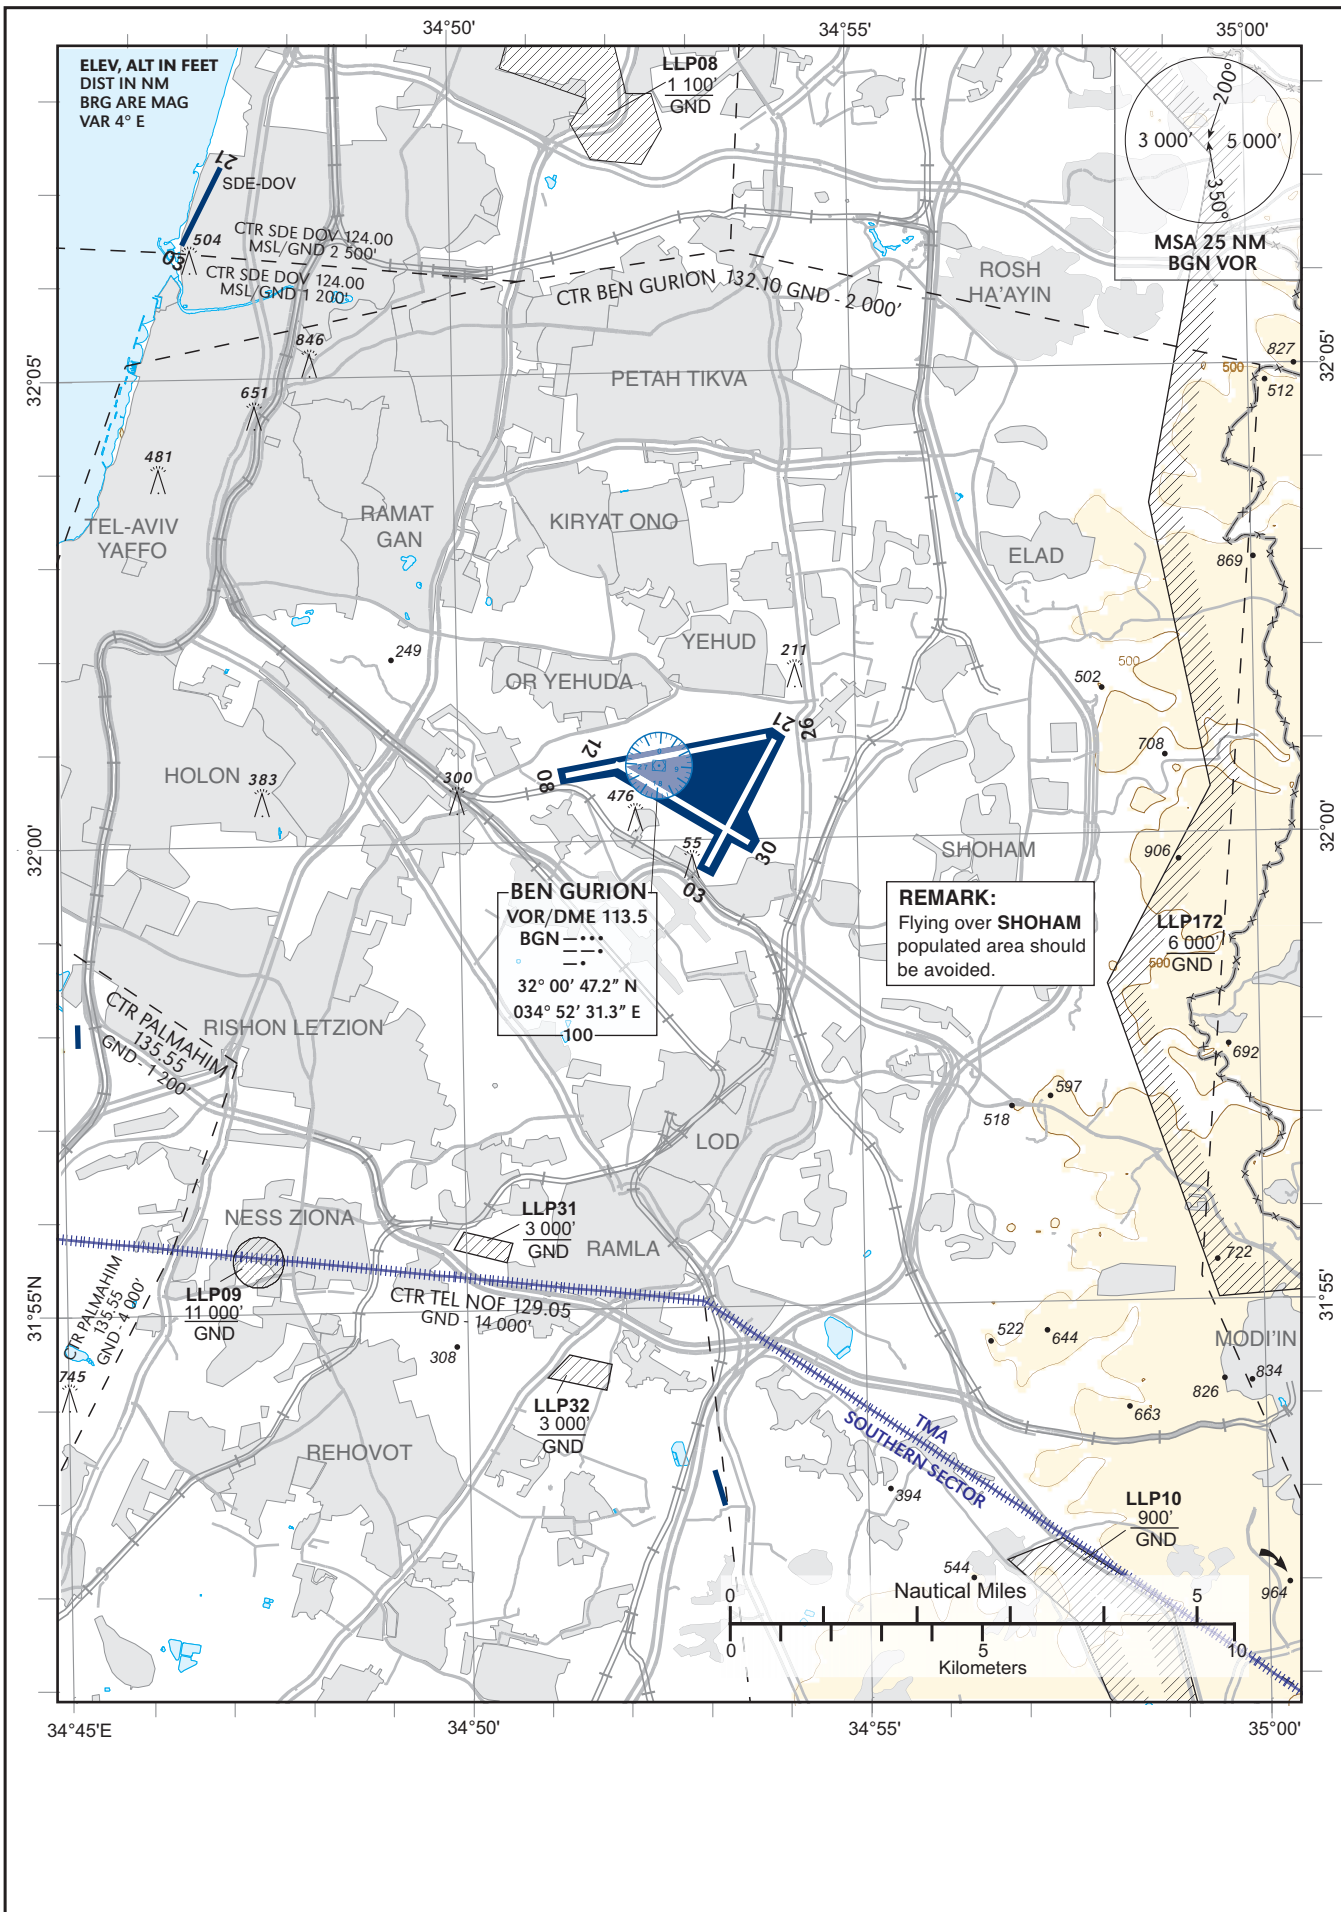 34°50'
34°55'
35°00'
ELEV, ALT IN FEET
DIST IN NM
BRG ARE MAG
VAR 4° E
LLP08
1 100'
GND
200°
3 000'
5 000'
350°
MSA 25 NM
BGN VOR
21
SDE-DOV
03
504
CTR SDE DOV 124.00
MSL/GND 2 500'
CTR SDE DOV 124.00
MSL/GND 1 200'
CTR BEN GURION 132.10 GND - 2 000'
ROSH
HA'AYIN
846
827
500
512
32°05'
32°05'
PETAH TIKVA
651
481
TEL-AVIV
YAFFO
RAMAT
GAN
KIRYAT ONO
ELAD
869
YEHUD
211
249
OR YEHUDA
500
502
708
12
21
26
08
HOLON
383
300
476
55
30
03
32°00'
32°00'
SHOHAM
906
BEN GURION
VOR/DME 113.5
BGN
32° 00' 47.2" N
034° 52' 31.3" E
100
REMARK:
Flying over SHOHAM
populated area should
be avoided.
LLP172
6 000'
GND
500
CTR PALMAHIM
135.55
GND - 1 200'
RISHON LETZION
692
597
518
LOD
NESS ZIONA
LLP31
3 000'
GND
RAMLA
722
LLP09
11 000'
GND
CTR TEL NOF 129.05
GND - 14 000'
CTR PALMAHIM
135.55
GND - 4 000'
31°55'N
31°55'
522
644
MODI'IN
308
745
826
834
663
LLP32
3 000'
GND
REHOVOT
TMA
SOUTHERN SECTOR
394
LLP10
900'
GND
544
964
0
Nautical Miles
5
0
5
10
Kilometers
34°45'E
34°50'
34°55'
35°00'